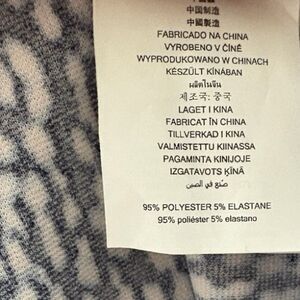 中国制造
中國製造
FABRICADO NA CHINA
VYROBENO V ČÍNĚ
WYPRODUKOWANO W CHINACH
KÉSZÜLT KÍNÁBAN
ผลิตในจีน
제조국: 중국
LAGET I KINA
FABRICAT ÎN CHINA
TILLVERKAD I KINA
VALMISTETTU KIINASSA
PAGAMINTA KINIJOJE
IZGATAVOTS ĶĪNĀ
صنع في الصين
95% POLYESTER 5% ELASTANE
95% poliéster 5% elastano